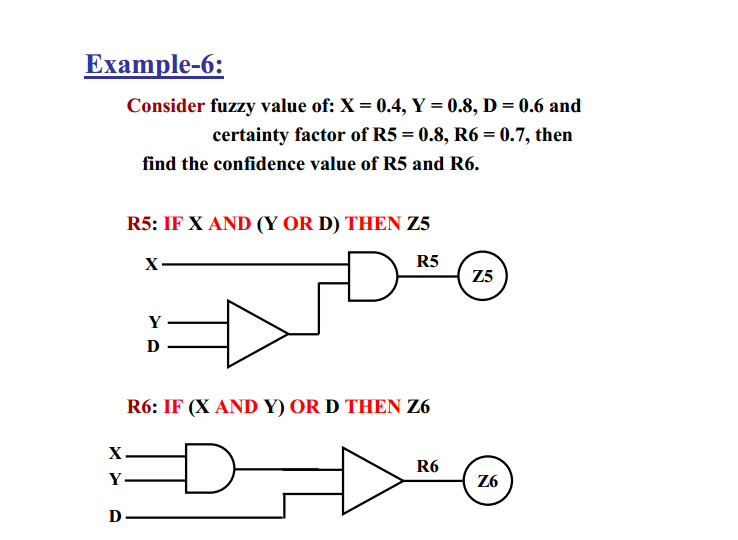 Example-6:
Consider fuzzy value of: X = 0.4, Y = 0.8, D = 0.6 and
certainty factor of R5 = 0.8, R6 = 0.7, then
find the confidence value of R5 and R6.
R5: IF X AND (Y OR D) THEN Z5
X
R5
Z5
Y
D
R6: IF (X AND Y) OR D THEN Z6
X
R6
Y
Z6
D